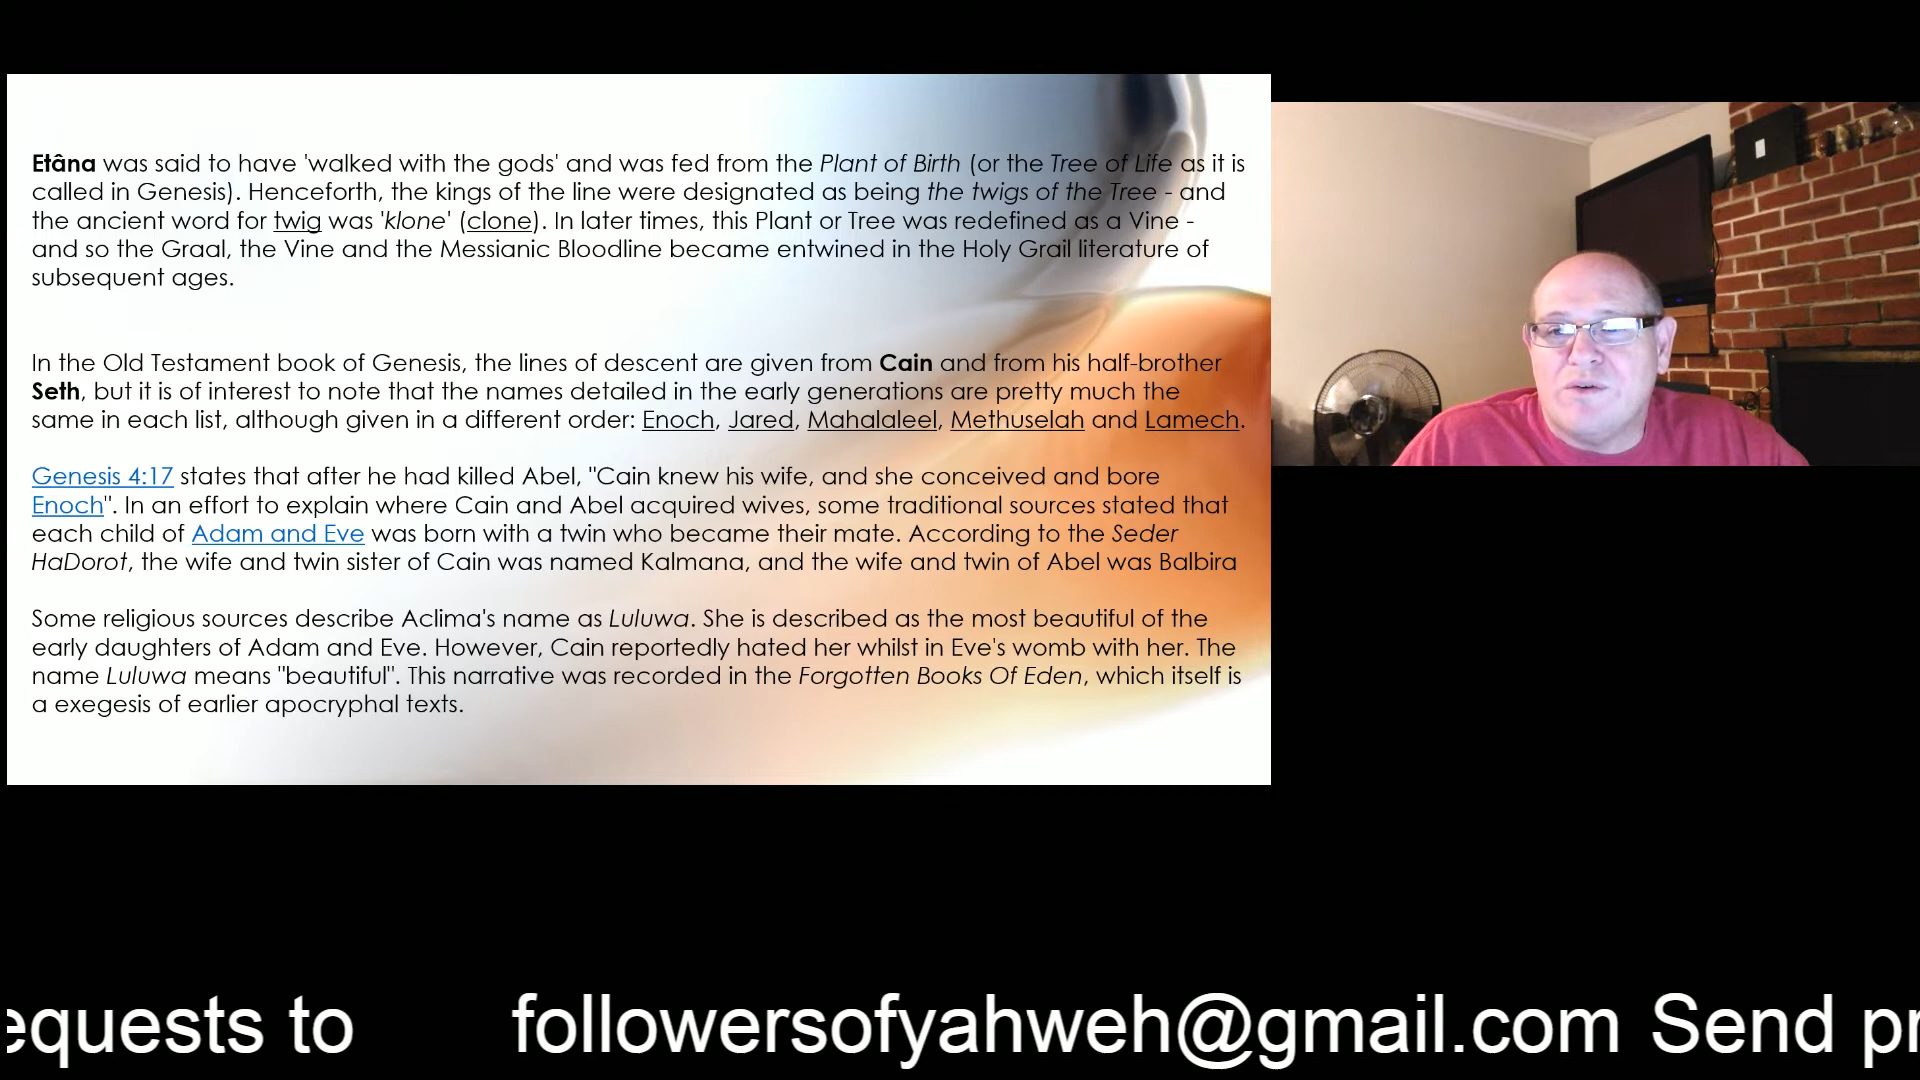 Etâna was said to have 'walked with the gods' and was fed from the Plant of Birth (or the Tree of Life as it is
called in Genesis). Henceforth, the kings of the line were designated as being the twigs of the Tree - and
the ancient word for twig was 'klone' (clone). In later times, this Plant or Tree was redefined as a Vine -
and so the Graal, the Vine and the Messianic Bloodline became entwined in the Holy Grail literature of
subsequent ages.
In the Old Testament book of Genesis, the lines of descent are given from Cain and from his half-brother
Seth, but it is of interest to note that the names detailed in the early generations are pretty much the
same in each list, although given in a different order: Enoch, Jared, Mahalaleel, Methuselah and Lamech.
Genesis 4:17 states that after he had killed Abel, "Cain knew his wife, and she conceived and bore
Enoch". In an effort to explain where Cain and Abel acquired wives, some traditional sources stated that
each child of Adam and Eve was born with a twin who became their mate. According to the Seder
HaDorot, the wife and twin sister of Cain was named Kalmana, and the wife and twin of Abel was Balbira
Some religious sources describe Aclima's name as Luluwa. She is described as the most beautiful of the
early daughters of Adam and Eve. However, Cain reportedly hated her whilst in Eve's womb with her. The
name Luluwa means "beautiful". This narrative was recorded in the Forgotten Books Of Eden, which itself is
a exegesis of earlier apocryphal texts.
equests to followersofyahweh@gmail.com Send pr